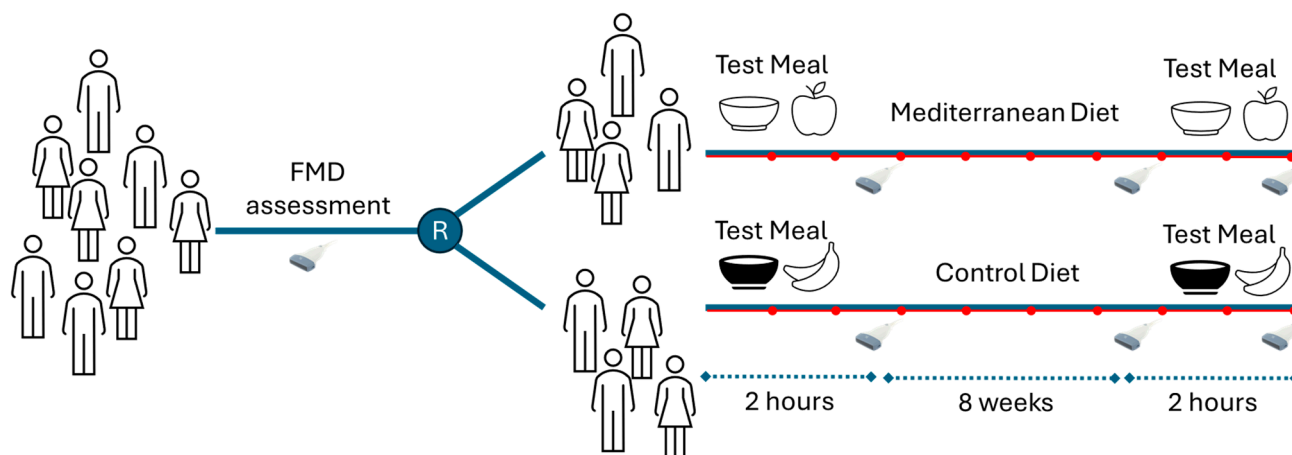 FMD
assessment
R
Test Meal
Mediterranean Diet
Test Meal
Test Meal
Control Diet
Test Meal
2 hours
8 weeks
2 hours